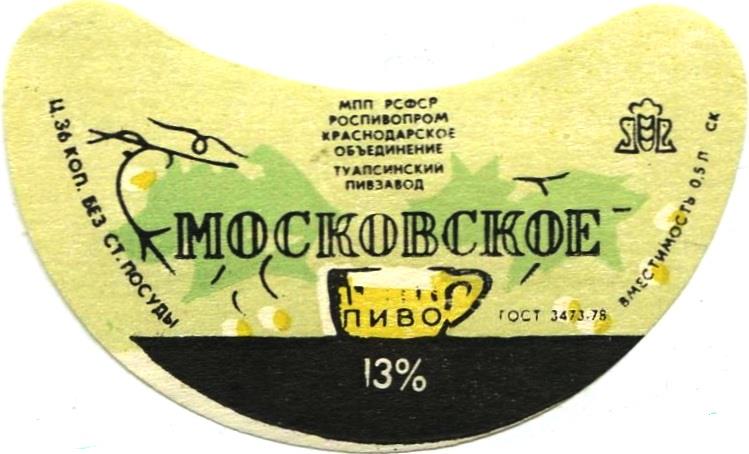 Ц. 36 КОП. БЕЗ СТ. ПОСУДЫ
МПП РСФСР
РОСПИВОПРОМ
КРАСНОДАРСКОЕ
ОБЪЕДИНЕНИЕ
ТУАПСИНСКИЙ
ПИВЗАВОД
ВМЕСТИМОСТЬ 0,5 Л СК
МОСКОВСКОЕ
ПИВО
ГОСТ 3473-78
13%